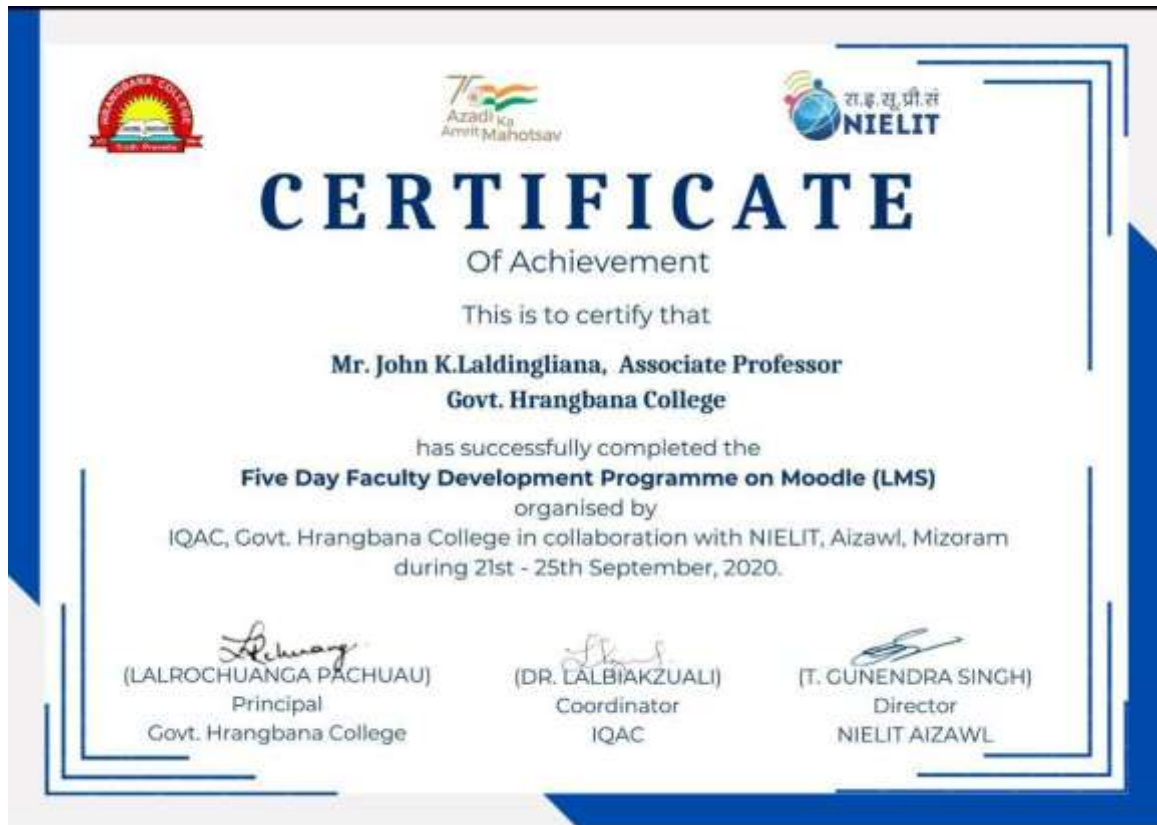 HRANGBANA COLLEGE
Azadi Ka
Amrit Mahotsav
रा.इ.सू.प्रौ.सं
NIELIT
CERTIFICATE
Of Achievement
This is to certify that
Mr. John K.Laldingliana, Associate Professor
Govt. Hrangbana College
has successfully completed the
Five Day Faculty Development Programme on Moodle (LMS)
organised by
IQAC, Govt. Hrangbana College in collaboration with NIELIT, Aizawl, Mizoram
during 21st - 25th September, 2020.
(LALROCHUANGA PACHUAU)
Principal
Govt. Hrangbana College
(DR. LALBIAKZUALI)
Coordinator
IQAC
(T. GUNENDRA SINGH)
Director
NIELIT AIZAWL